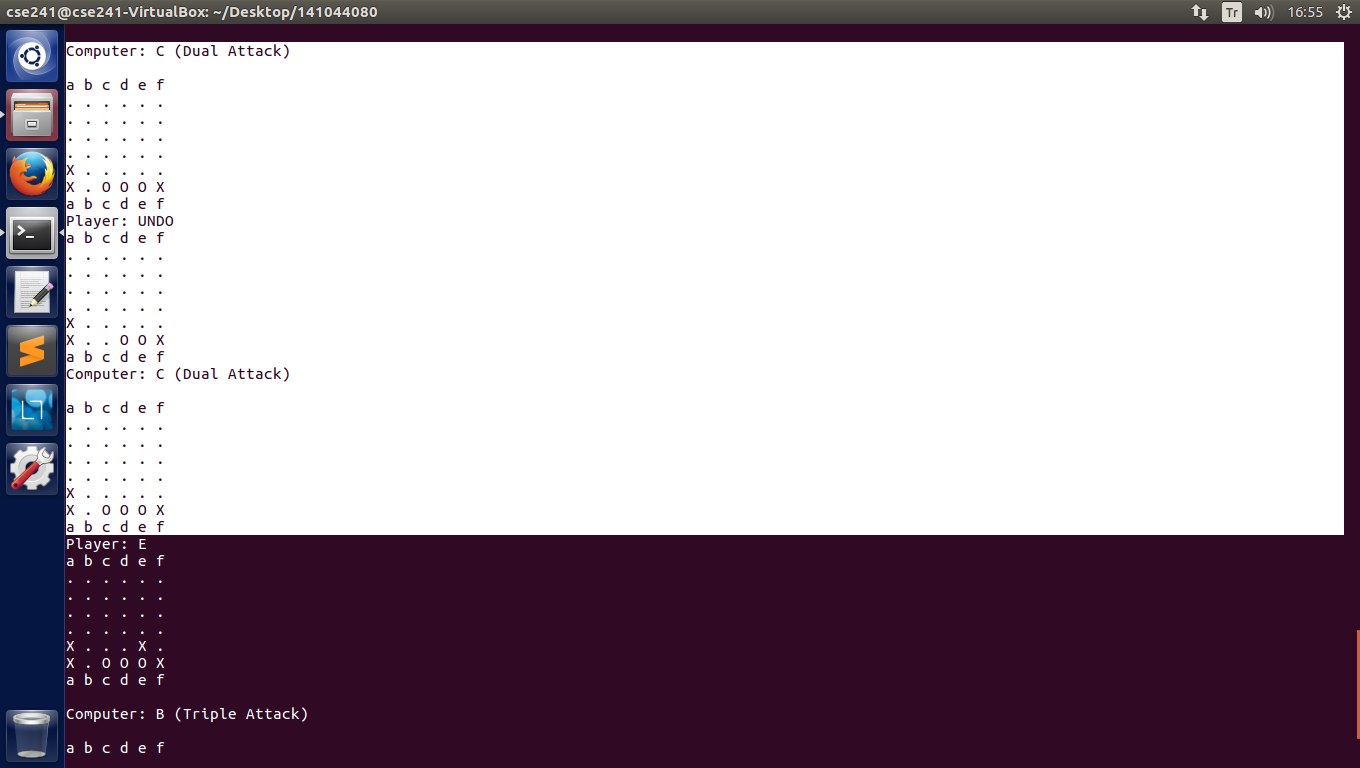 cse241@cse241-VirtualBox: ~/Desktop/141044080
Tr
16:55
Computer: C (Dual Attack)
a b c d e f
. . . . . .
. . . . . .
. . . . . .
. . . . . .
X . . . . .
X . O O O X
a b c d e f
Player: UNDO
a b c d e f
. . . . . .
. . . . . .
. . . . . .
. . . . . .
X . . . . .
X . . O O X
a b c d e f
Computer: C (Dual Attack)
a b c d e f
. . . . . .
. . . . . .
. . . . . .
. . . . . .
X . . . . .
X . O O O X
a b c d e f
Player: E
a b c d e f
. . . . . .
. . . . . .
. . . . . .
. . . . . .
X . . . X .
X . O O O X
a b c d e f
Computer: B (Triple Attack)
a b c d e f